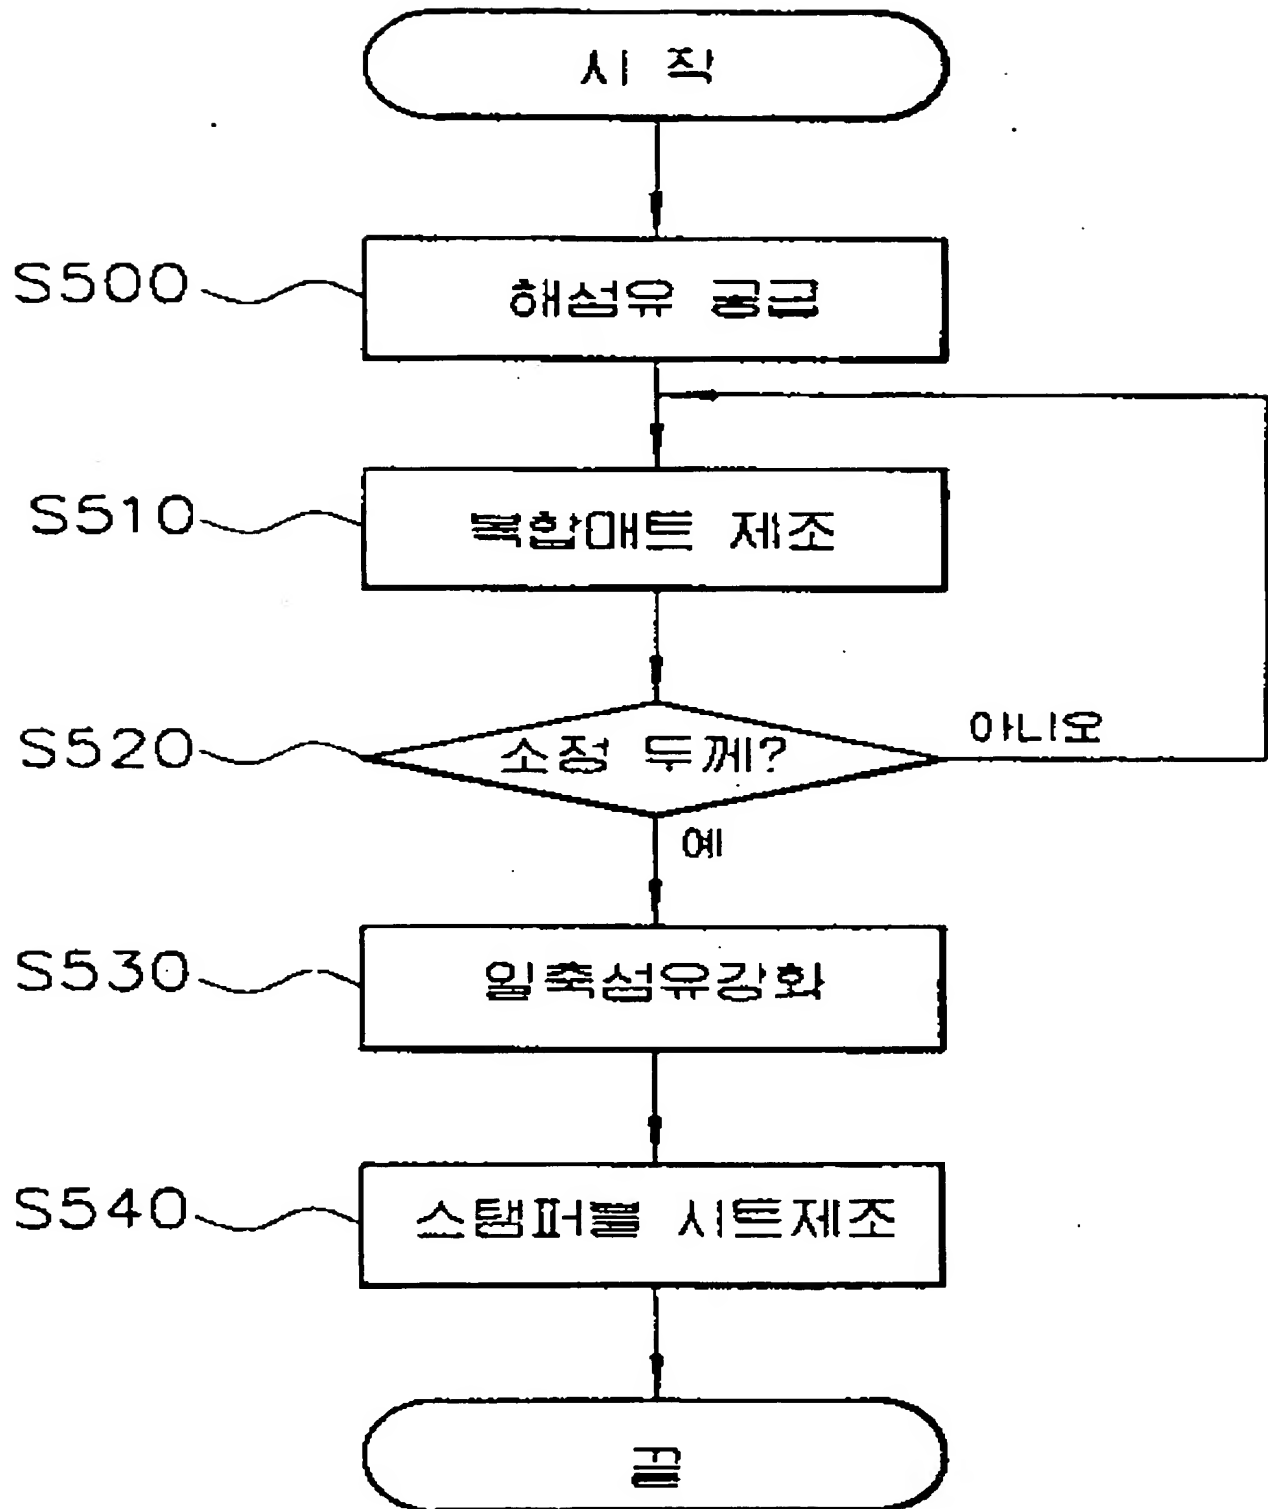 시 작
S500 해섬유 공급
S510 복합매트 제조
S520 소정 두께? 아니오
예
S530 일축섬유강화
S540 스탬퍼블 시트제조
끝